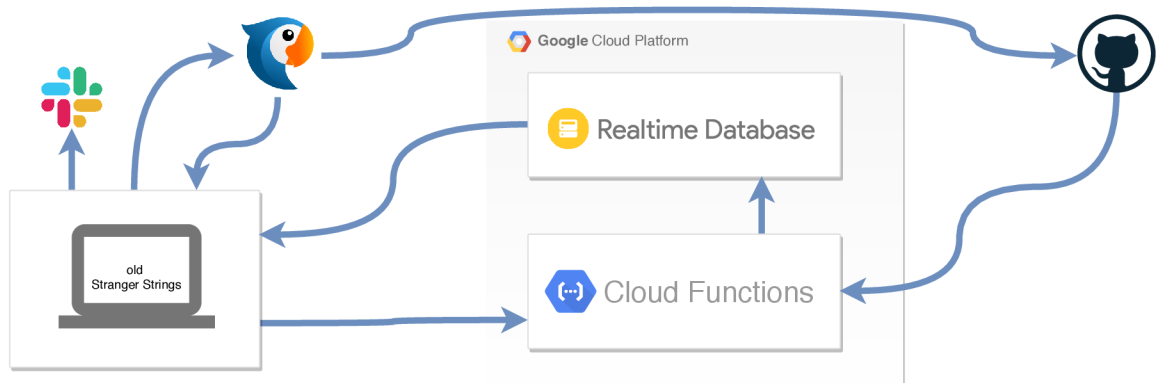 Google Cloud Platform
Realtime Database
old
Stranger Strings
Cloud Functions